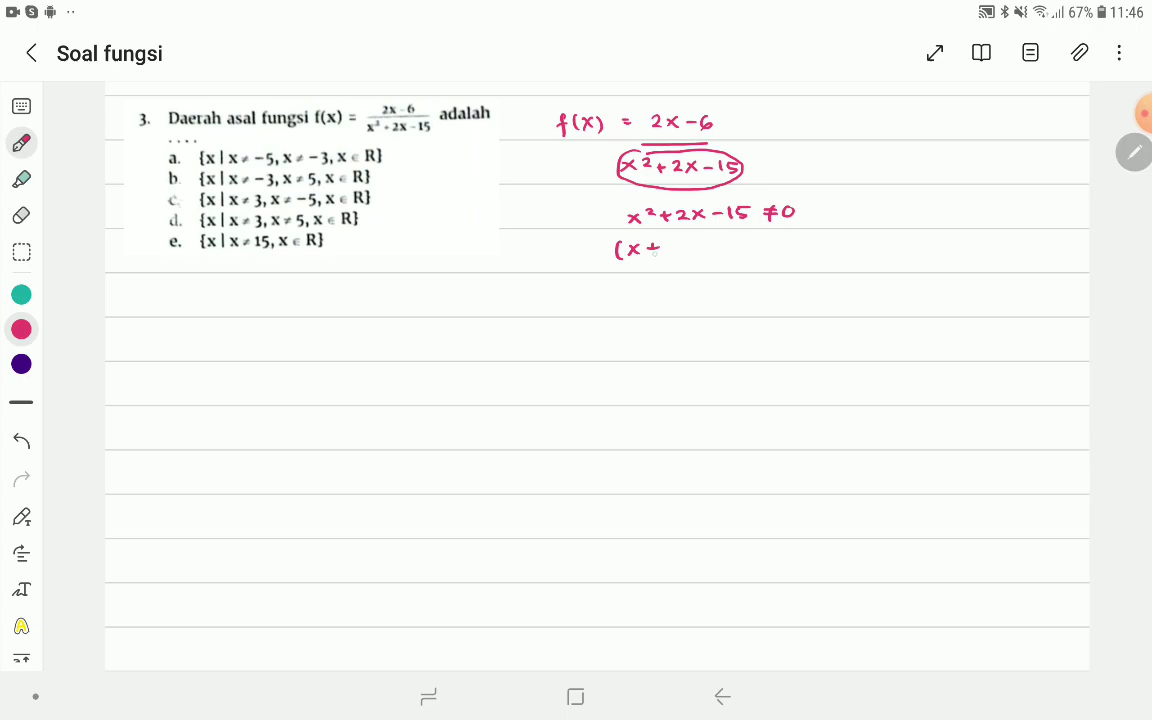 67% 11:46
Soal fungsi
3. Daerah asal fungsi f(x) = 2x - 6 / x² + 2x - 15 adalah
. . . .
a. {x | x ≠ −5, x ≠ −3, x ∈ R}
b. {x | x ≠ −3, x ≠ 5, x ∈ R}
c. {x | x ≠ 3, x ≠ −5, x ∈ R}
d. {x | x ≠ 3, x ≠ 5, x ∈ R}
e. {x | x ≠ 15, x ∈ R}
f(x) = 2x - 6
x² + 2x - 15
x² + 2x - 15 ≠ 0
(x +